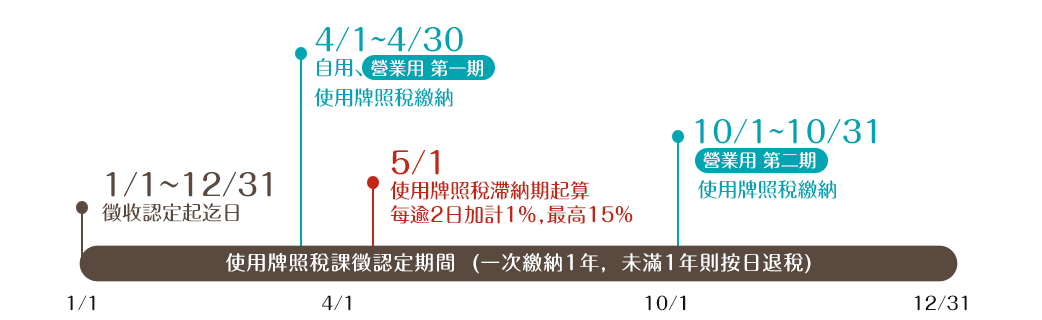 4/1~4/30
自用、營業用 第一期
使用牌照稅繳納
10/1~10/31
營業用 第二期
使用牌照稅繳納
5/1
使用牌照稅滯納期起算
每逾2日加計1%,最高15%
1/1~12/31
徵收認定起迄日
使用牌照稅課徵認定期間 (一次繳納1年，未滿1年則按日退稅)
1/1
4/1
10/1
12/31